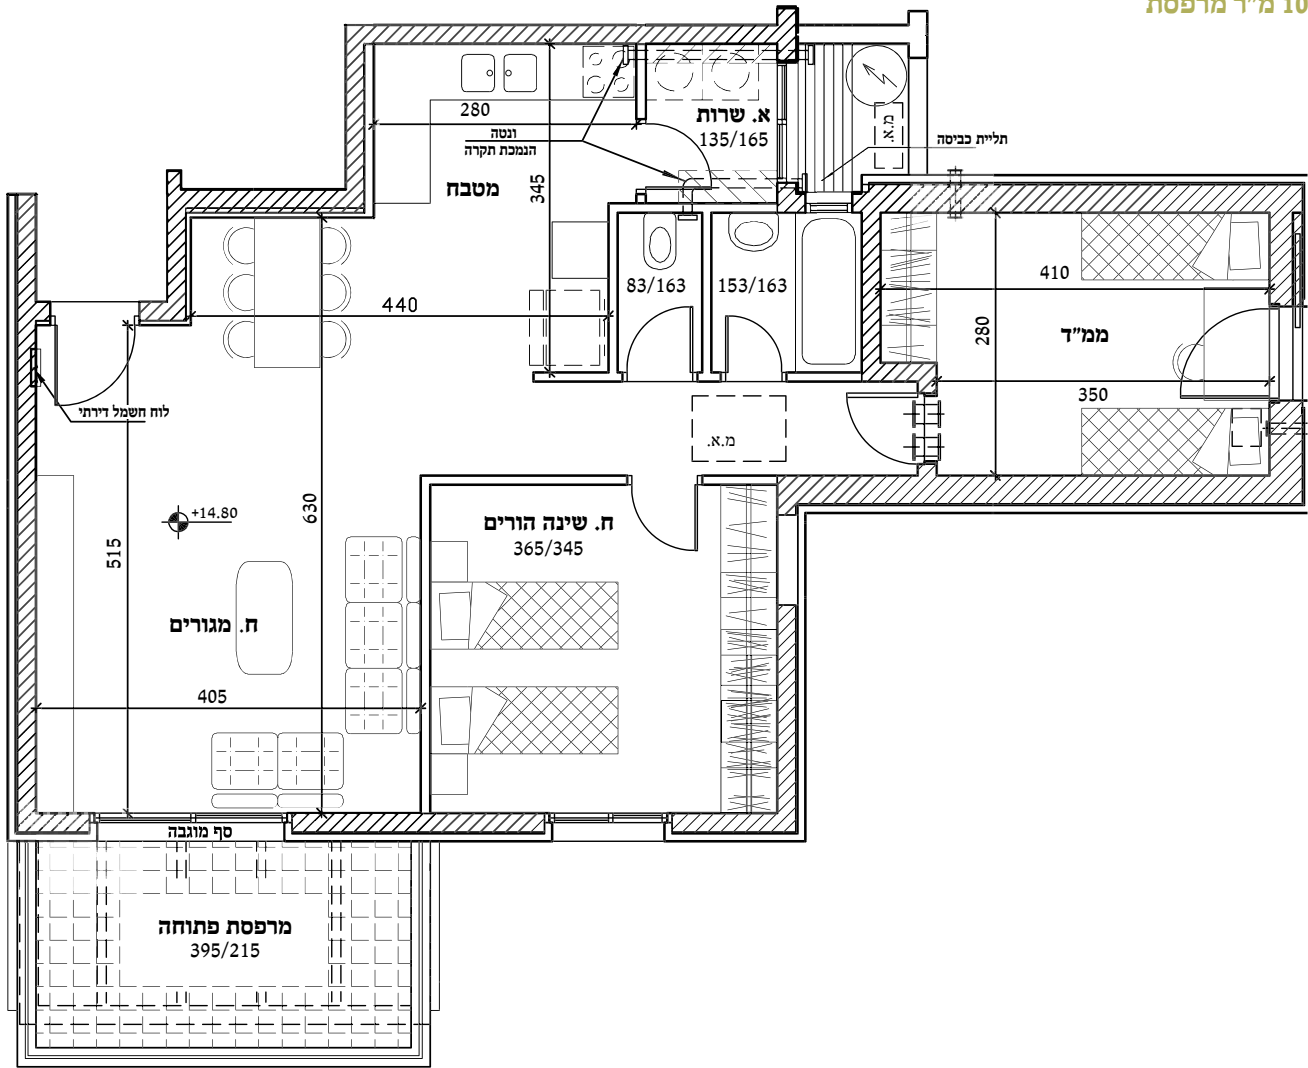 10 מ"ר מרפסת
א. שרות
135/165
מ.א.
תליית כביסה
280
ונטה
הנמכת תקרה
מטבח
345
83/163
153/163
410
280
ממ"ד
350
440
לוח חשמל דירתי
מ.א.
+14.80
630
515
ח. שינה הורים
365/345
ח. מגורים
405
סף מוגבה
מרפסת פתוחה
395/215